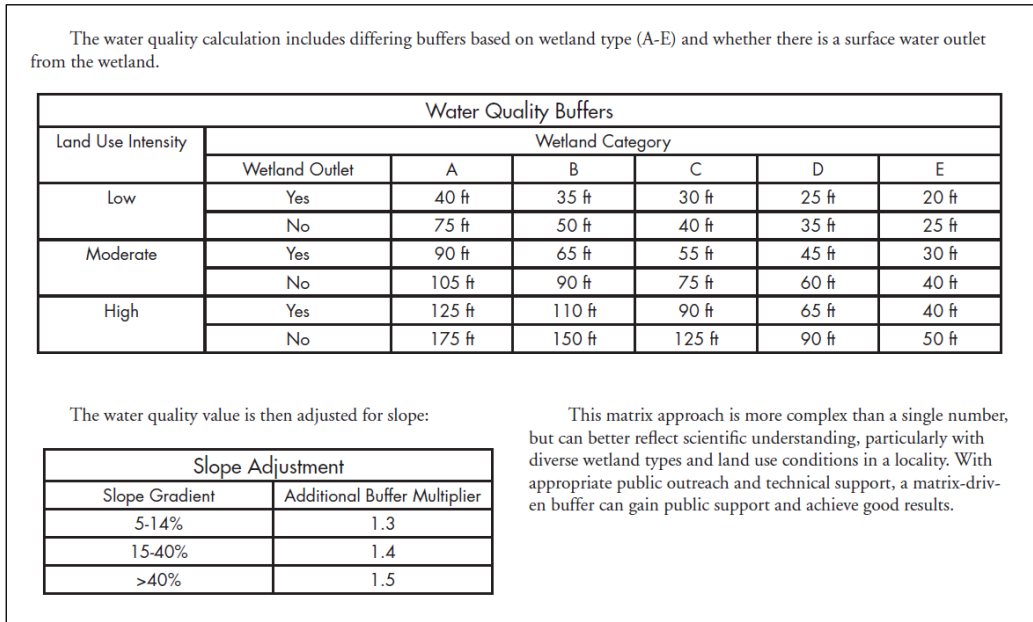 The water quality calculation includes differing buffers based on wetland type (A-E) and whether there is a surface water outlet
from the wetland.
Water Quality Buffers
Land Use Intensity Wetland Category
Wetland Outlet A B C D E
Low Yes 40 ft 35 ft 30 ft 25 ft 20 ft
No 75 ft 50 ft 40 ft 35 ft 25 ft
Moderate Yes 90 ft 65 ft 55 ft 45 ft 30 ft
No 105 ft 90 ft 75 ft 60 ft 40 ft
High Yes 125 ft 110 ft 90 ft 65 ft 40 ft
No 175 ft 150 ft 125 ft 90 ft 50 ft
The water quality value is then adjusted for slope:
Slope Adjustment
Slope Gradient Additional Buffer Multiplier
5-14% 1.3
15-40% 1.4
>40% 1.5
This matrix approach is more complex than a single number,
but can better reflect scientific understanding, particularly with
diverse wetland types and land use conditions in a locality. With
appropriate public outreach and technical support, a matrix-driv-
en buffer can gain public support and achieve good results.